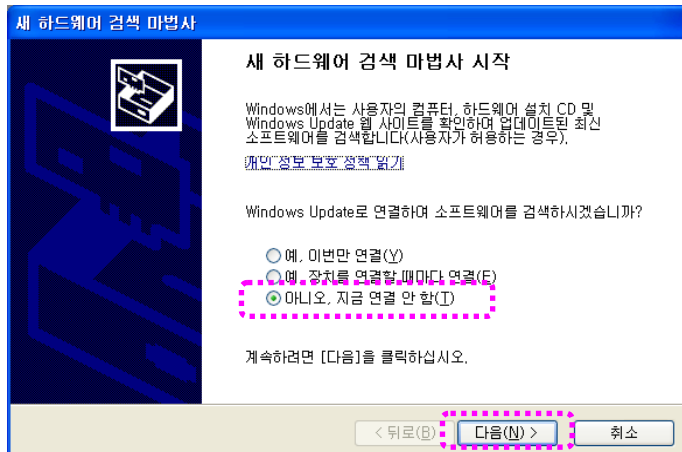 새 하드웨어 검색 마법사
새 하드웨어 검색 마법사 시작
Windows에서는 사용자의 컴퓨터, 하드웨어 설치 CD 및
Windows Update 웹 사이트를 확인하여 업데이트된 최신
소프트웨어를 검색합니다(사용자가 허용하는 경우).
개인 정보 보호 정책 읽기
Windows Update로 연결하여 소프트웨어를 검색하시겠습니까?
예, 이번만 연결(Y)
예, 장치를 연결할 때마다 연결(E)
아니오, 지금 연결 안 함(T)
계속하려면 [다음]을 클릭하십시오.
< 뒤로(B) 다음(N) > 취소